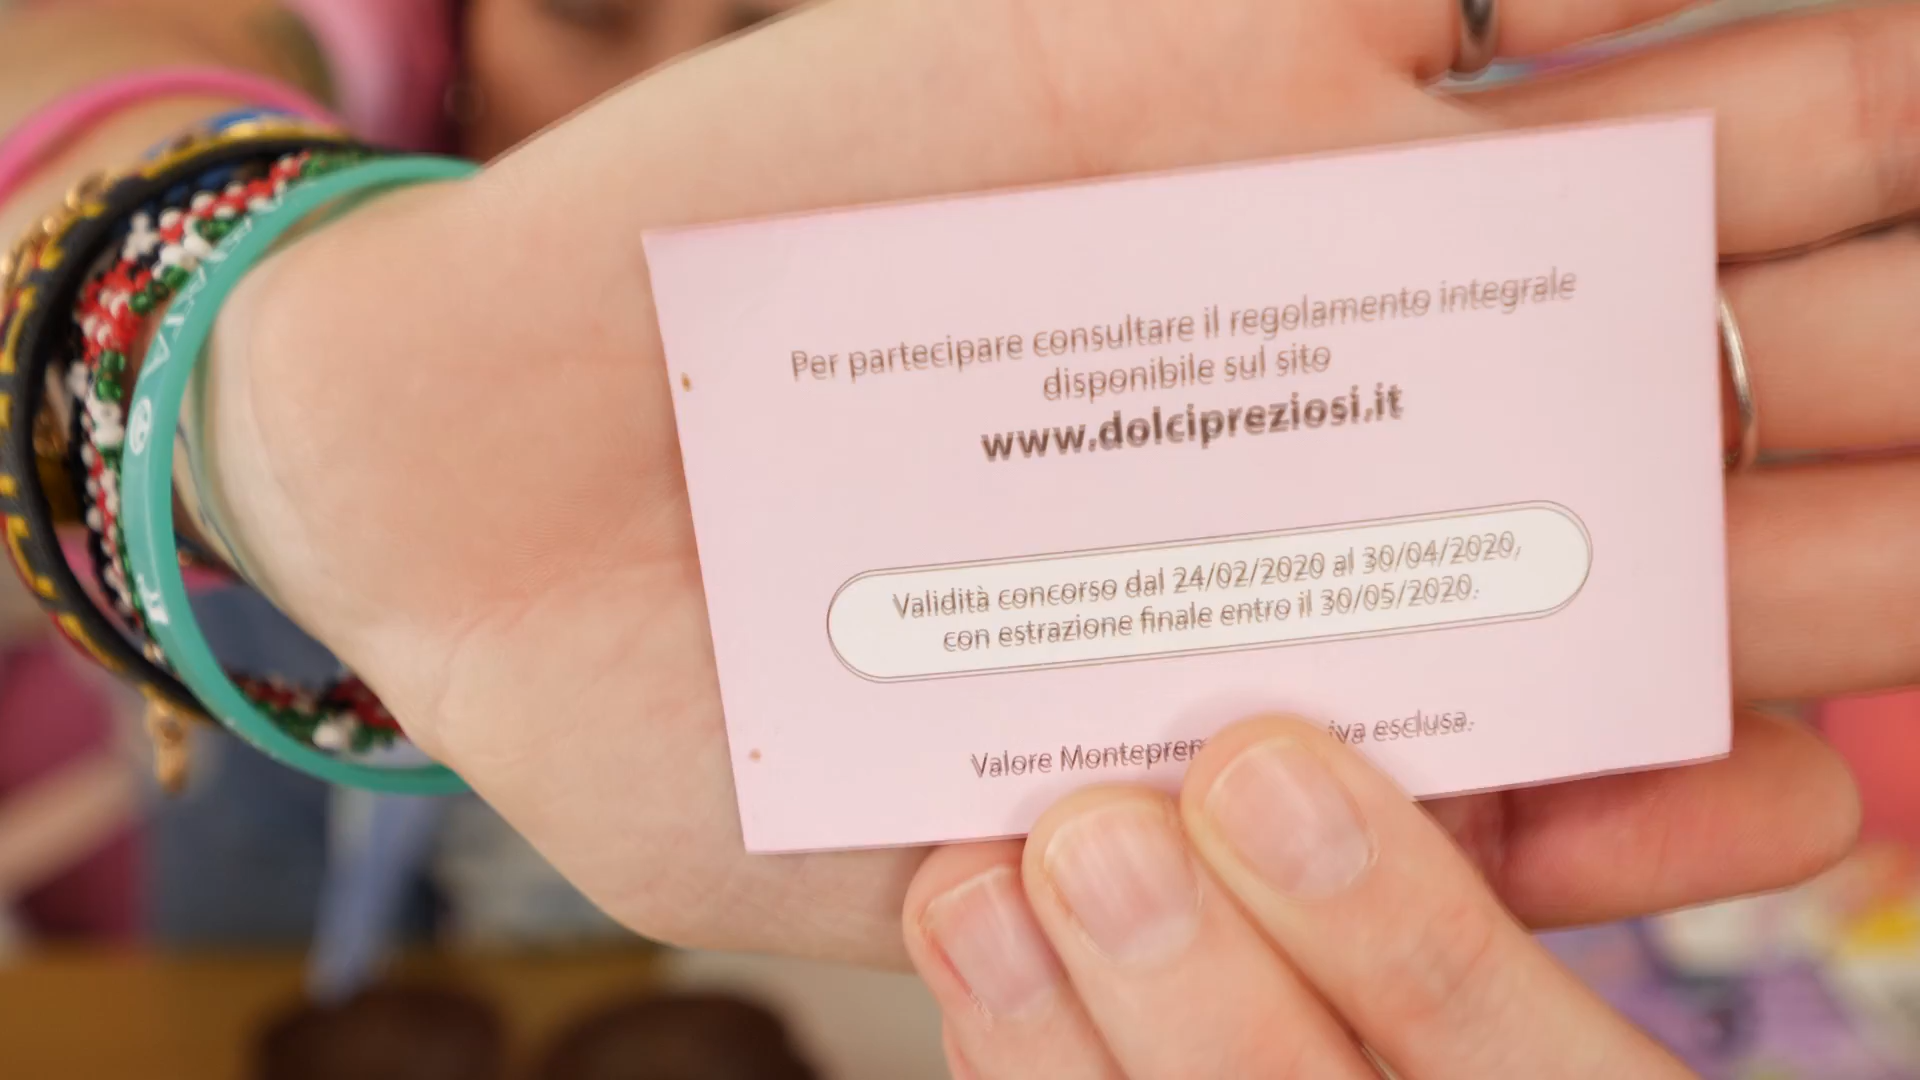 Per partecipare consultare il regolamento integrale
disponibile sul sito
www.dolcipreziosi.it
Validità concorso dal 24/02/2020 al 30/04/2020,
con estrazione finale entro il 30/05/2020.
Valore iva esclusa.